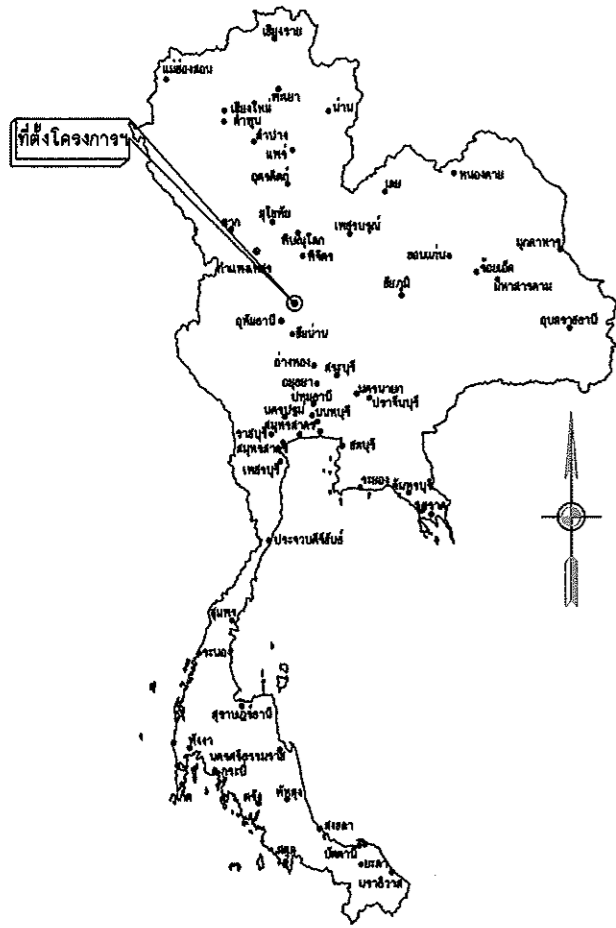 เชียงราย
แม่ฮ่องสอน
พะเยา
เชียงใหม่
น่าน
ลำพูน
ที่ตั้งโครงการฯ
ลำปาง
แพร่
อุตรดิตถ์
เลย
หนองคาย
สุโขทัย
ตาก
พิษณุโลก
เพชรบูรณ์
มุกดาหาร
ขอนแก่น
พิจิตร
กำแพงเพชร
ร้อยเอ็ด
มหาสารคาม
ชัยภูมิ
อุทัยธานี
อุบลราชธานี
ชัยนาท
อ่างทอง
สระบุรี
อยุธยา
นครนายก
ปราจีนบุรี
ปทุมธานี
นครปฐม
นนทบุรี
ราชบุรี
สมุทรสาคร
ชลบุรี
เพชรบุรี
ระยอง
จันทบุรี
ตราด
ประจวบคีรีขันธ์
ชุมพร
ระนอง
สุราษฎร์ธานี
พังงา
นครศรีธรรมราช
กระบี่
ภูเก็ต
ตรัง
พัทลุง
สงขลา
สตูล
ปัตตานี
ยะลา
นราธิวาส